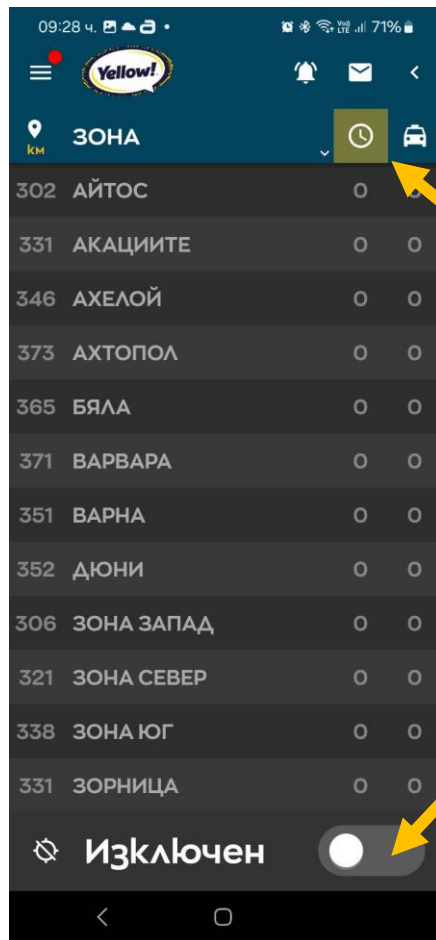 09:28 ч. 71%
Yellow!
км ЗОНА
302 АЙТОС 0 0
331 АКАЦИИТЕ 0 0
346 АХЕЛОЙ 0 0
373 АХТОПОЛ 0 0
365 БЯЛА 0 0
371 ВАРВАРА 0 0
351 ВАРНА 0 0
352 ДЮНИ 0 0
306 ЗОНА ЗАПАД 0 0
321 ЗОНА СЕВЕР 0 0
338 ЗОНА ЮГ 0 0
331 ЗОРНИЦА 0 0
Изключен